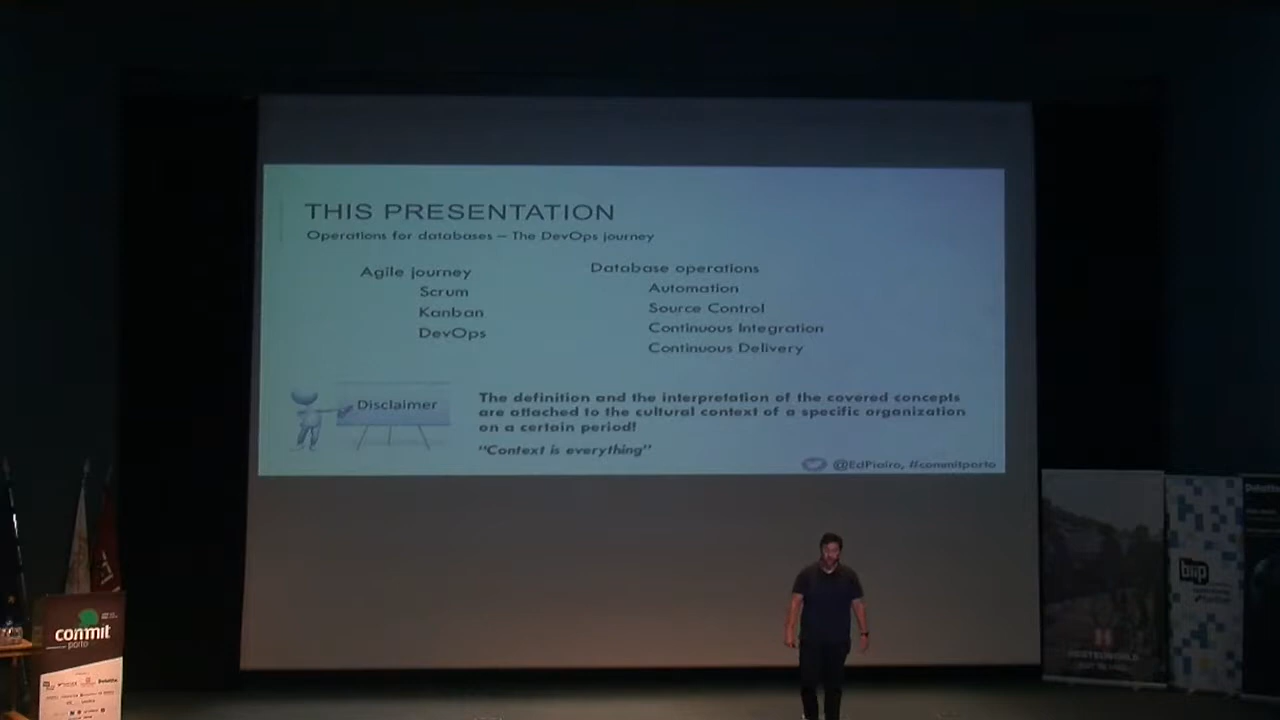 THIS PRESENTATION
Operations for databases – The DevOps journey
Agile journey
Scrum
Kanban
DevOps
Database operations
Automation
Source Control
Continuous Integration
Continuous Delivery
Disclaimer
The definition and the interpretation of the covered concepts
are attached to the cultural context of a specific organization
on a certain period!
"Context is everything"
@EdPiairo, #commitporto
commit
porto
biip
Deloitte